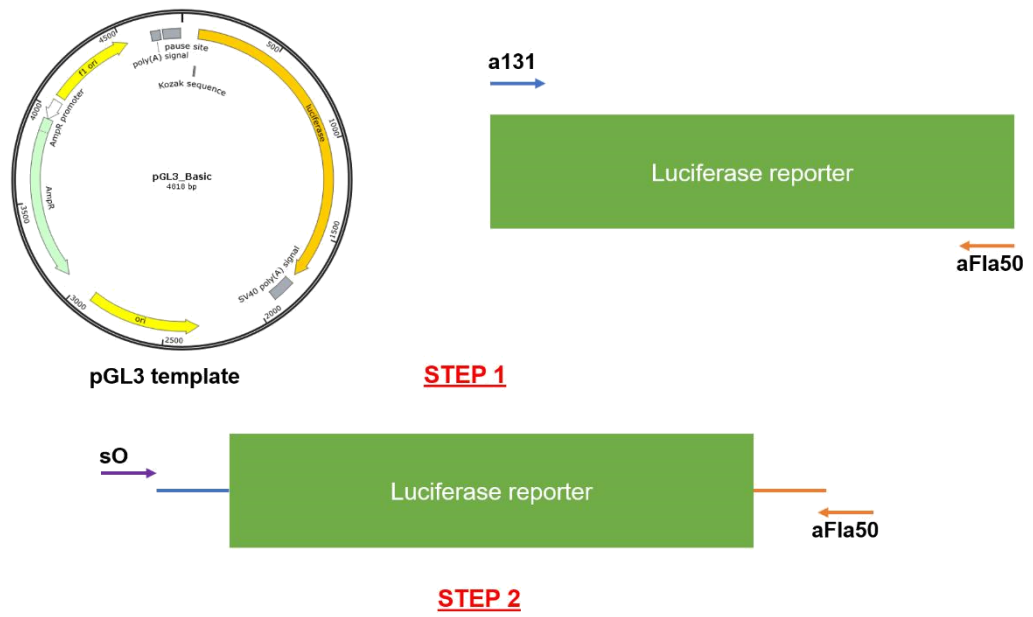 4500
500
pause site
poly(A) signal
f1 ori
Kozak sequence
4000
AmpR promoter
luciferase
1000
pGL3_Basic
4818 bp
AmpR
3500
1500
SV40 poly(A) signal
3000
2000
ori
2500
pGL3 template
a131
Luciferase reporter
aFla50
STEP 1
sO
Luciferase reporter
aFla50
STEP 2